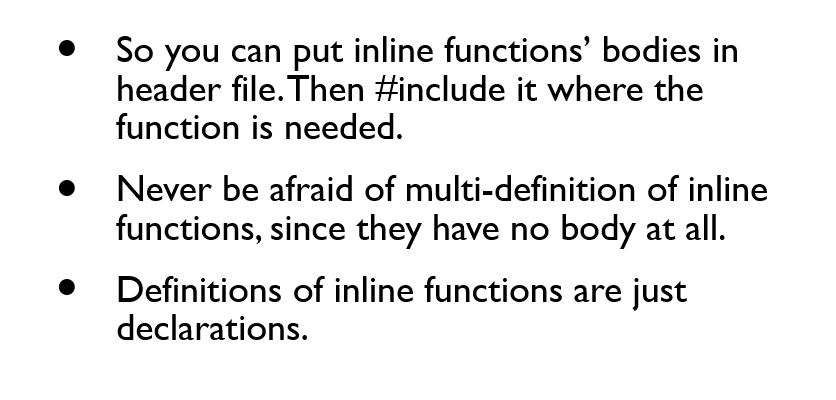 • So you can put inline functions’ bodies in
header file. Then #include it where the
function is needed.
• Never be afraid of multi-definition of inline
functions, since they have no body at all.
• Definitions of inline functions are just
declarations.